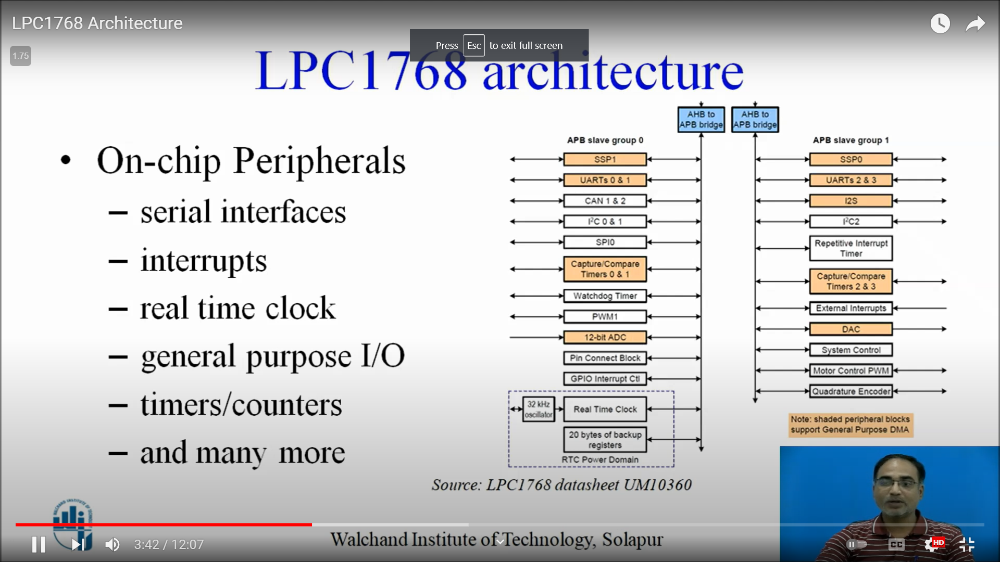 LPC1768 Architecture
Press Esc to exit full screen
1.75
LPC1768 architecture
• On-chip Peripherals
– serial interfaces
– interrupts
– real time clock
– general purpose I/O
– timers/counters
– and many more
AHB to
APB bridge
AHB to
APB bridge
APB slave group 0
SSP1
UARTs 0 & 1
CAN 1 & 2
I²C 0 & 1
SPI0
Capture/Compare
Timers 0 & 1
Watchdog Timer
PWM1
12-bit ADC
Pin Connect Block
GPIO Interrupt Ctl
32 kHz
oscillator
Real Time Clock
20 bytes of backup
registers
RTC Power Domain
APB slave group 1
SSP0
UARTs 2 & 3
I2S
I²C2
Repetitive Interrupt
Timer
Capture/Compare
Timers 2 & 3
External Interrupts
DAC
System Control
Motor Control PWM
Quadrature Encoder
Note: shaded peripheral blocks
support General Purpose DMA
Source: LPC1768 datasheet UM10360
3:42 / 12:07
Walchand Institute of Technology, Solapur
CC
HD